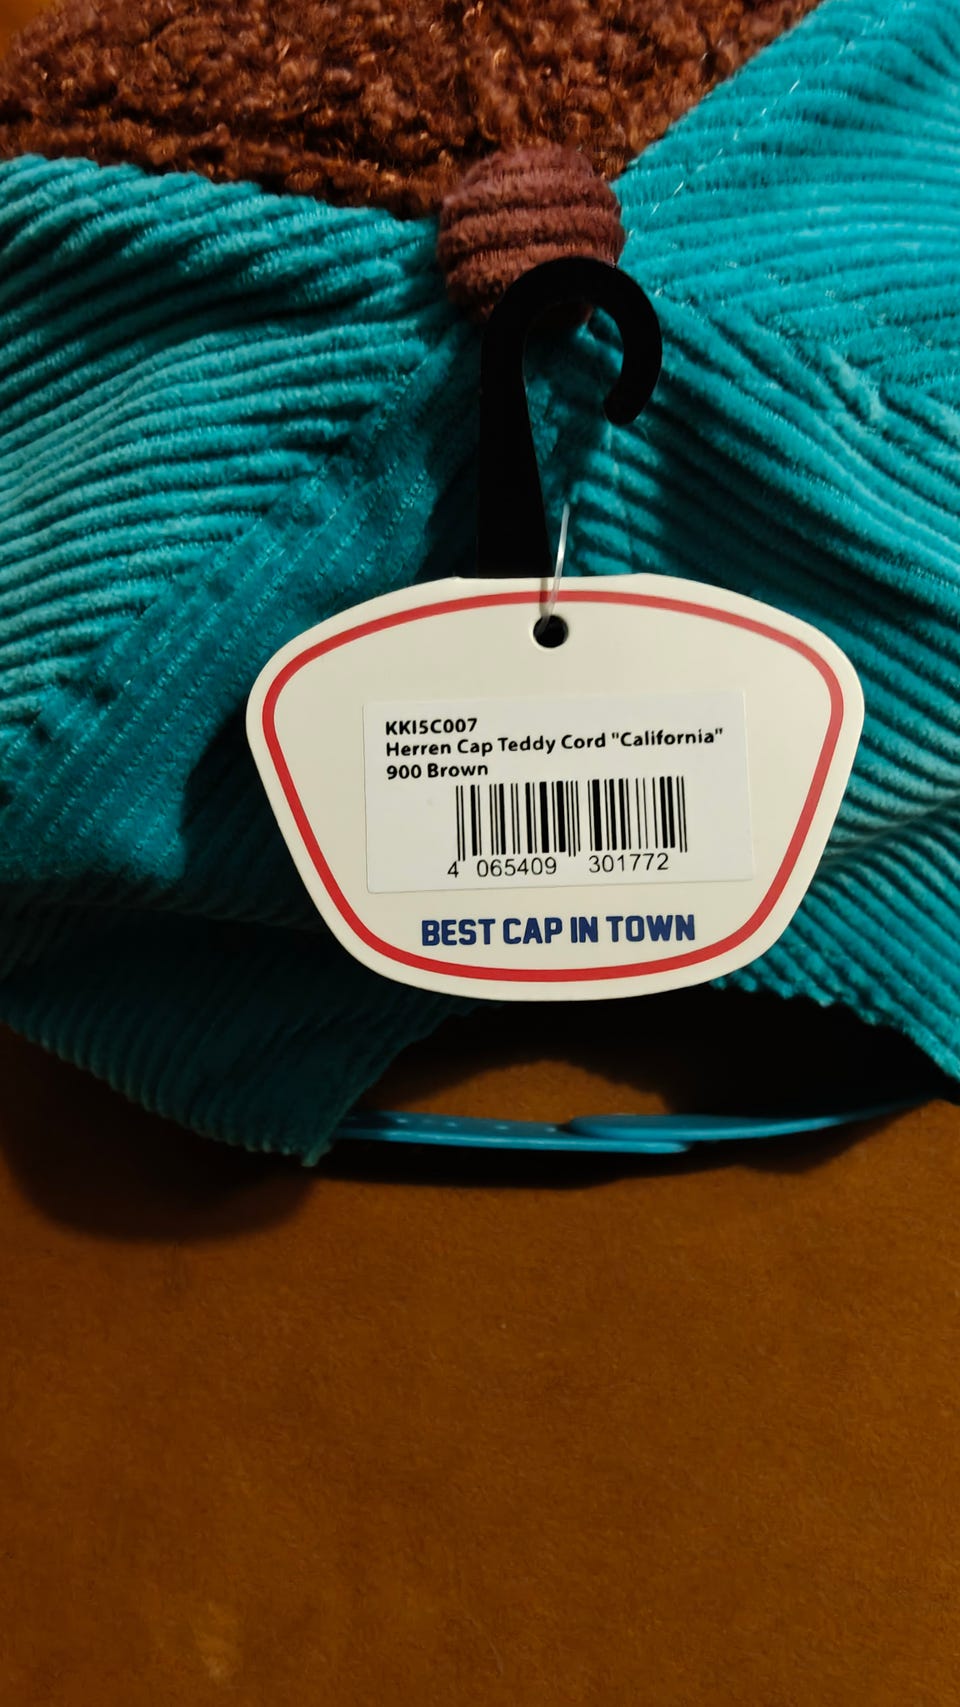 KKI5C007
Herren Cap Teddy Cord "California"
900 Brown
4 065409 301772
BEST CAP IN TOWN